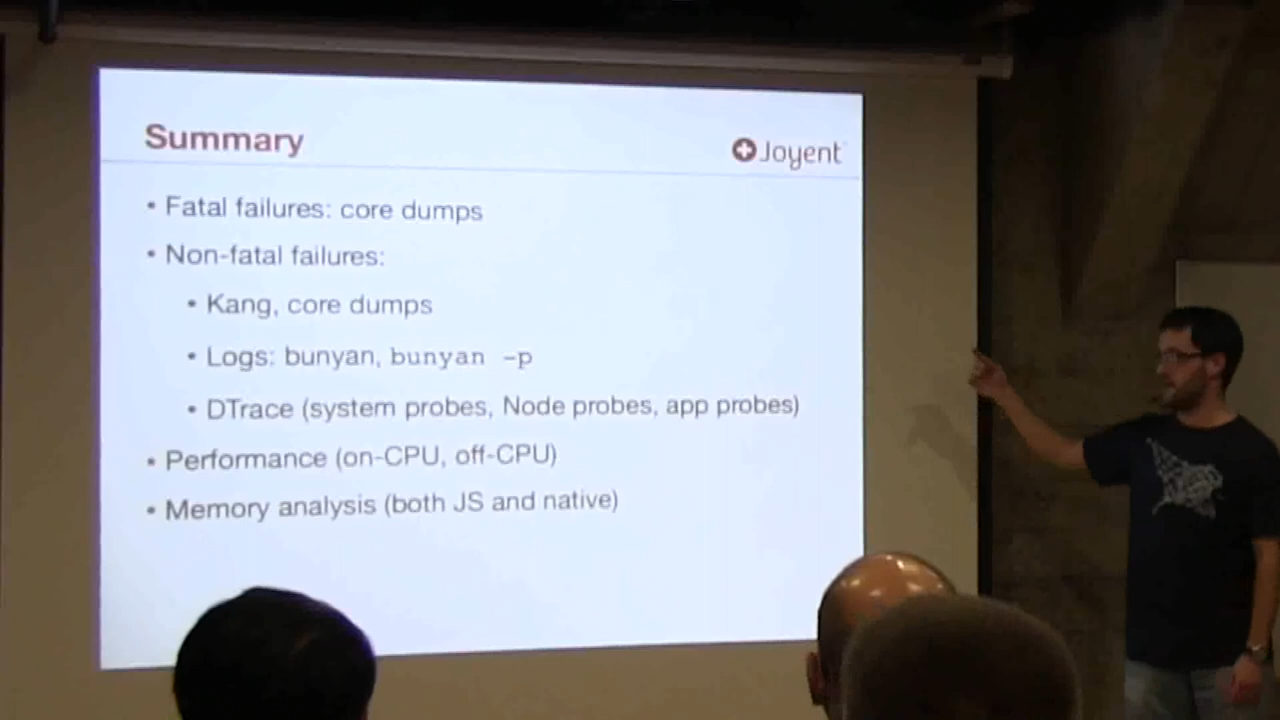 Summary
Joyent
• Fatal failures: core dumps
• Non-fatal failures:
• Kang, core dumps
• Logs: bunyan, bunyan -p
• DTrace (system probes, Node probes, app probes)
• Performance (on-CPU, off-CPU)
• Memory analysis (both JS and native)